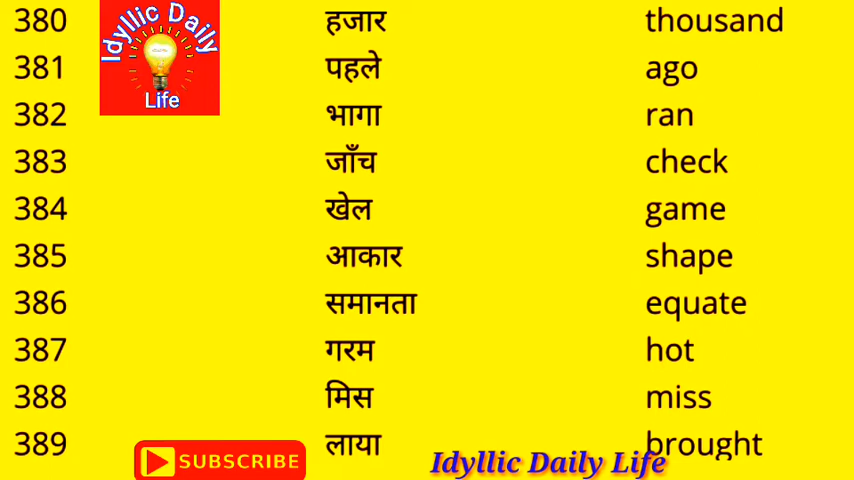 380 हजार thousand
Idyllic Daily
Life
381 पहले ago
382 भागा ran
383 जाँच check
384 खेल game
385 आकार shape
386 समानता equate
387 गरम hot
388 मिस miss
389 लाया brought
SUBSCRIBE
Idyllic Daily Life